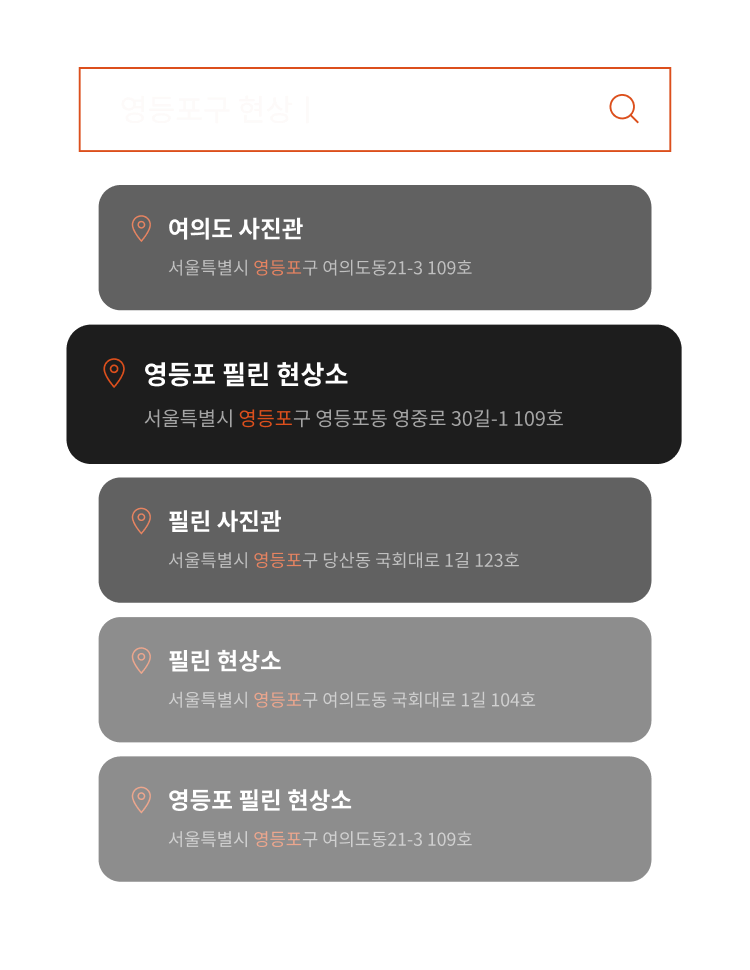 영등포구 현상 |
여의도 사진관
서울특별시 영등포구 여의도동21-3 109호
영등포 필린 현상소
서울특별시 영등포구 영등포동 영중로 30길-1 109호
필린 사진관
서울특별시 영등포구 당산동 국회대로 1길 123호
필린 현상소
서울특별시 영등포구 여의도동 국회대로 1길 104호
영등포 필린 현상소
서울특별시 영등포구 여의도동21-3 109호